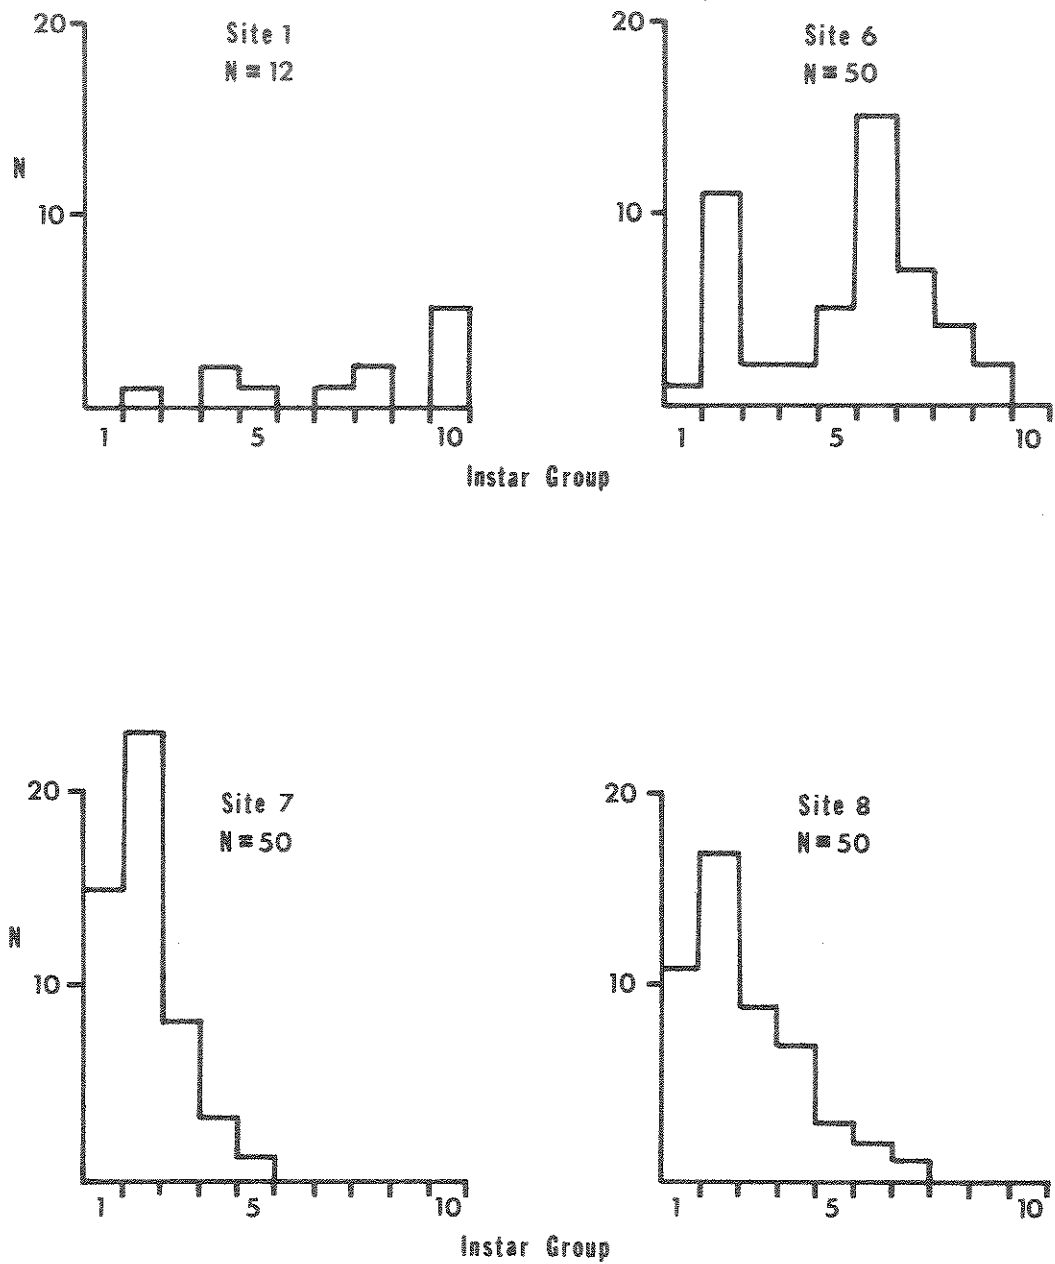 20
Site 1
N = 12
N
10
1 5 10
20
Site 6
N = 50
10
1 5 10
Instar Group
20
Site 7
N = 50
N
10
1 5 10
20
Site 8
N = 50
10
1 5 10
Instar Group